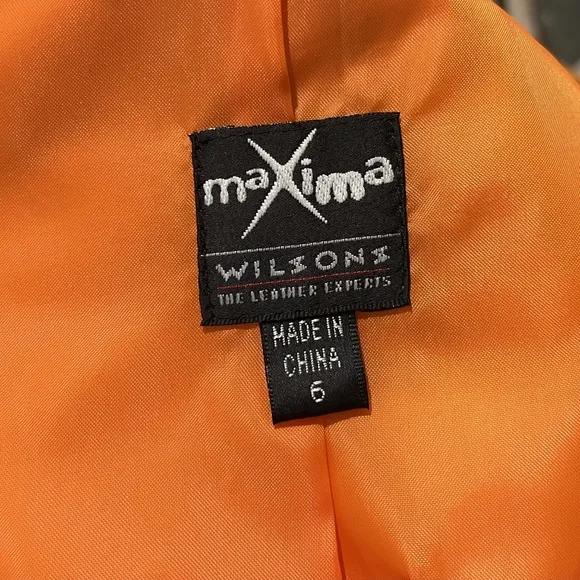 maXima
WILSONS
THE LEATHER EXPERTS
MADE IN
CHINA
6